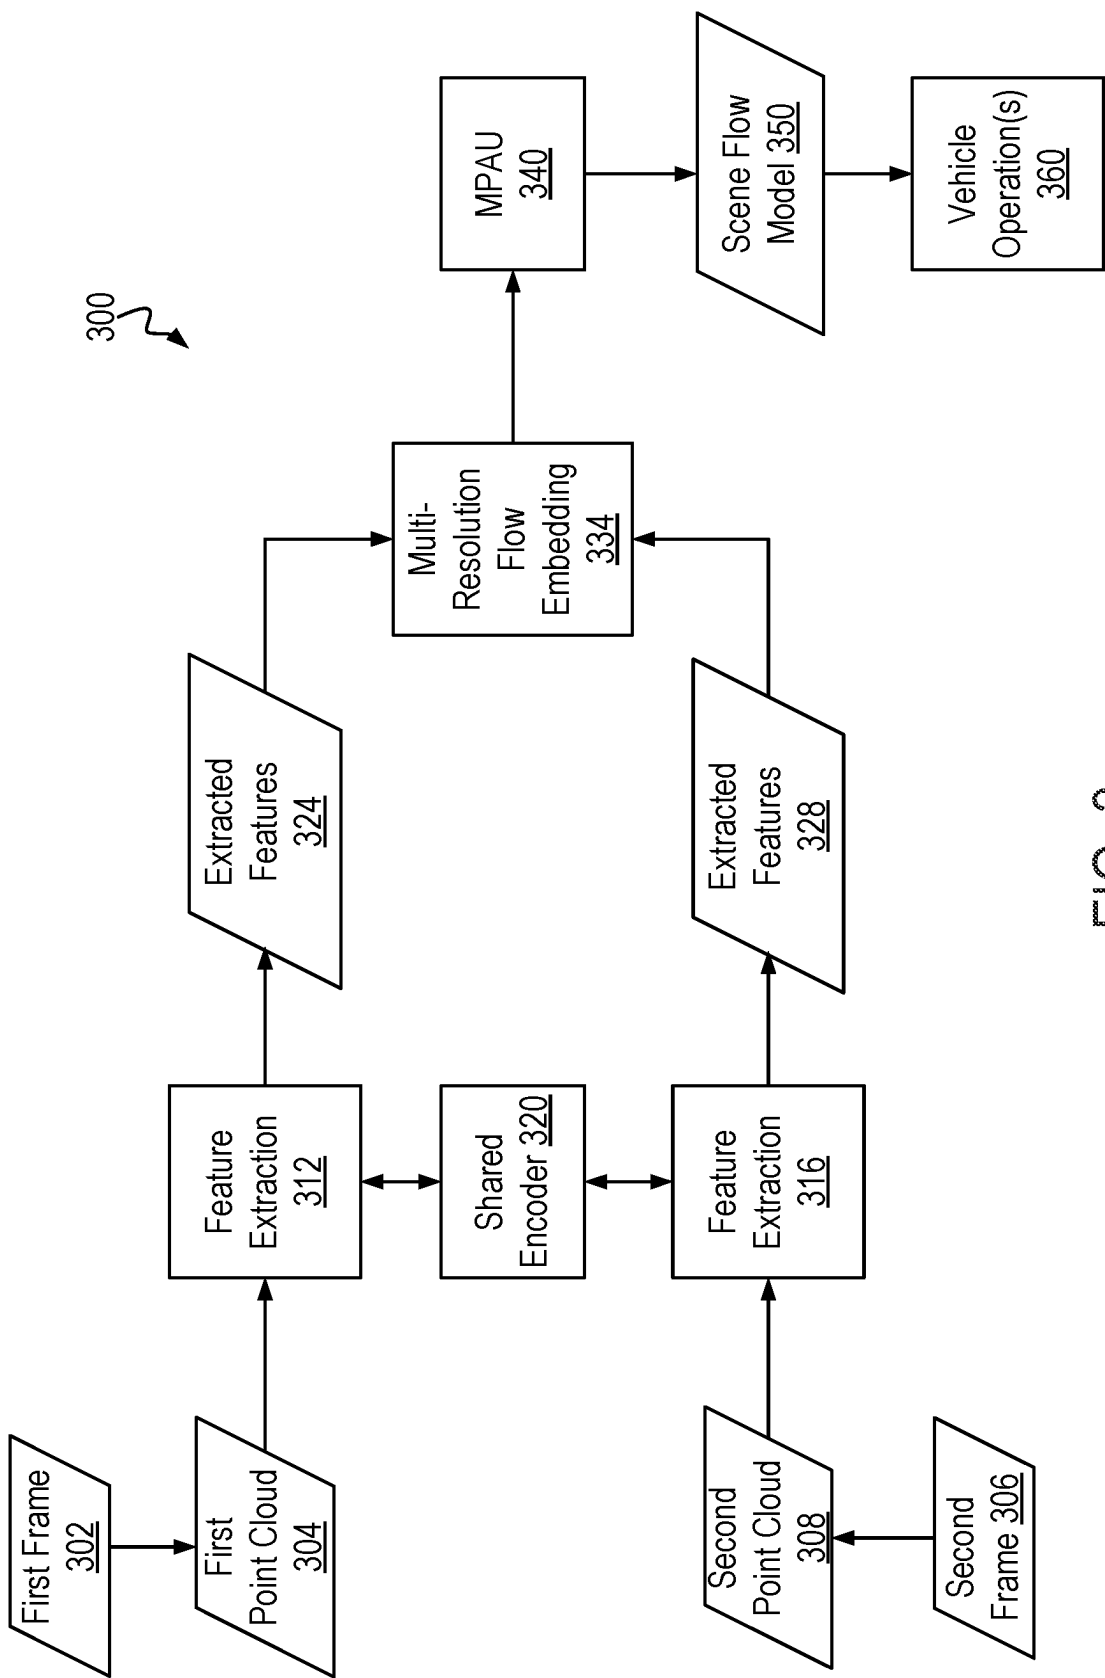 300
First Frame
302
First
Point Cloud
304
Feature
Extraction
312
Extracted
Features
324
Shared
Encoder 320
Multi-
Resolution
Flow
Embedding
334
MPAU
340
Second
Point Cloud
308
Feature
Extraction
316
Extracted
Features
328
Scene Flow
Model 350
Second
Frame 306
Vehicle
Operation(s)
360